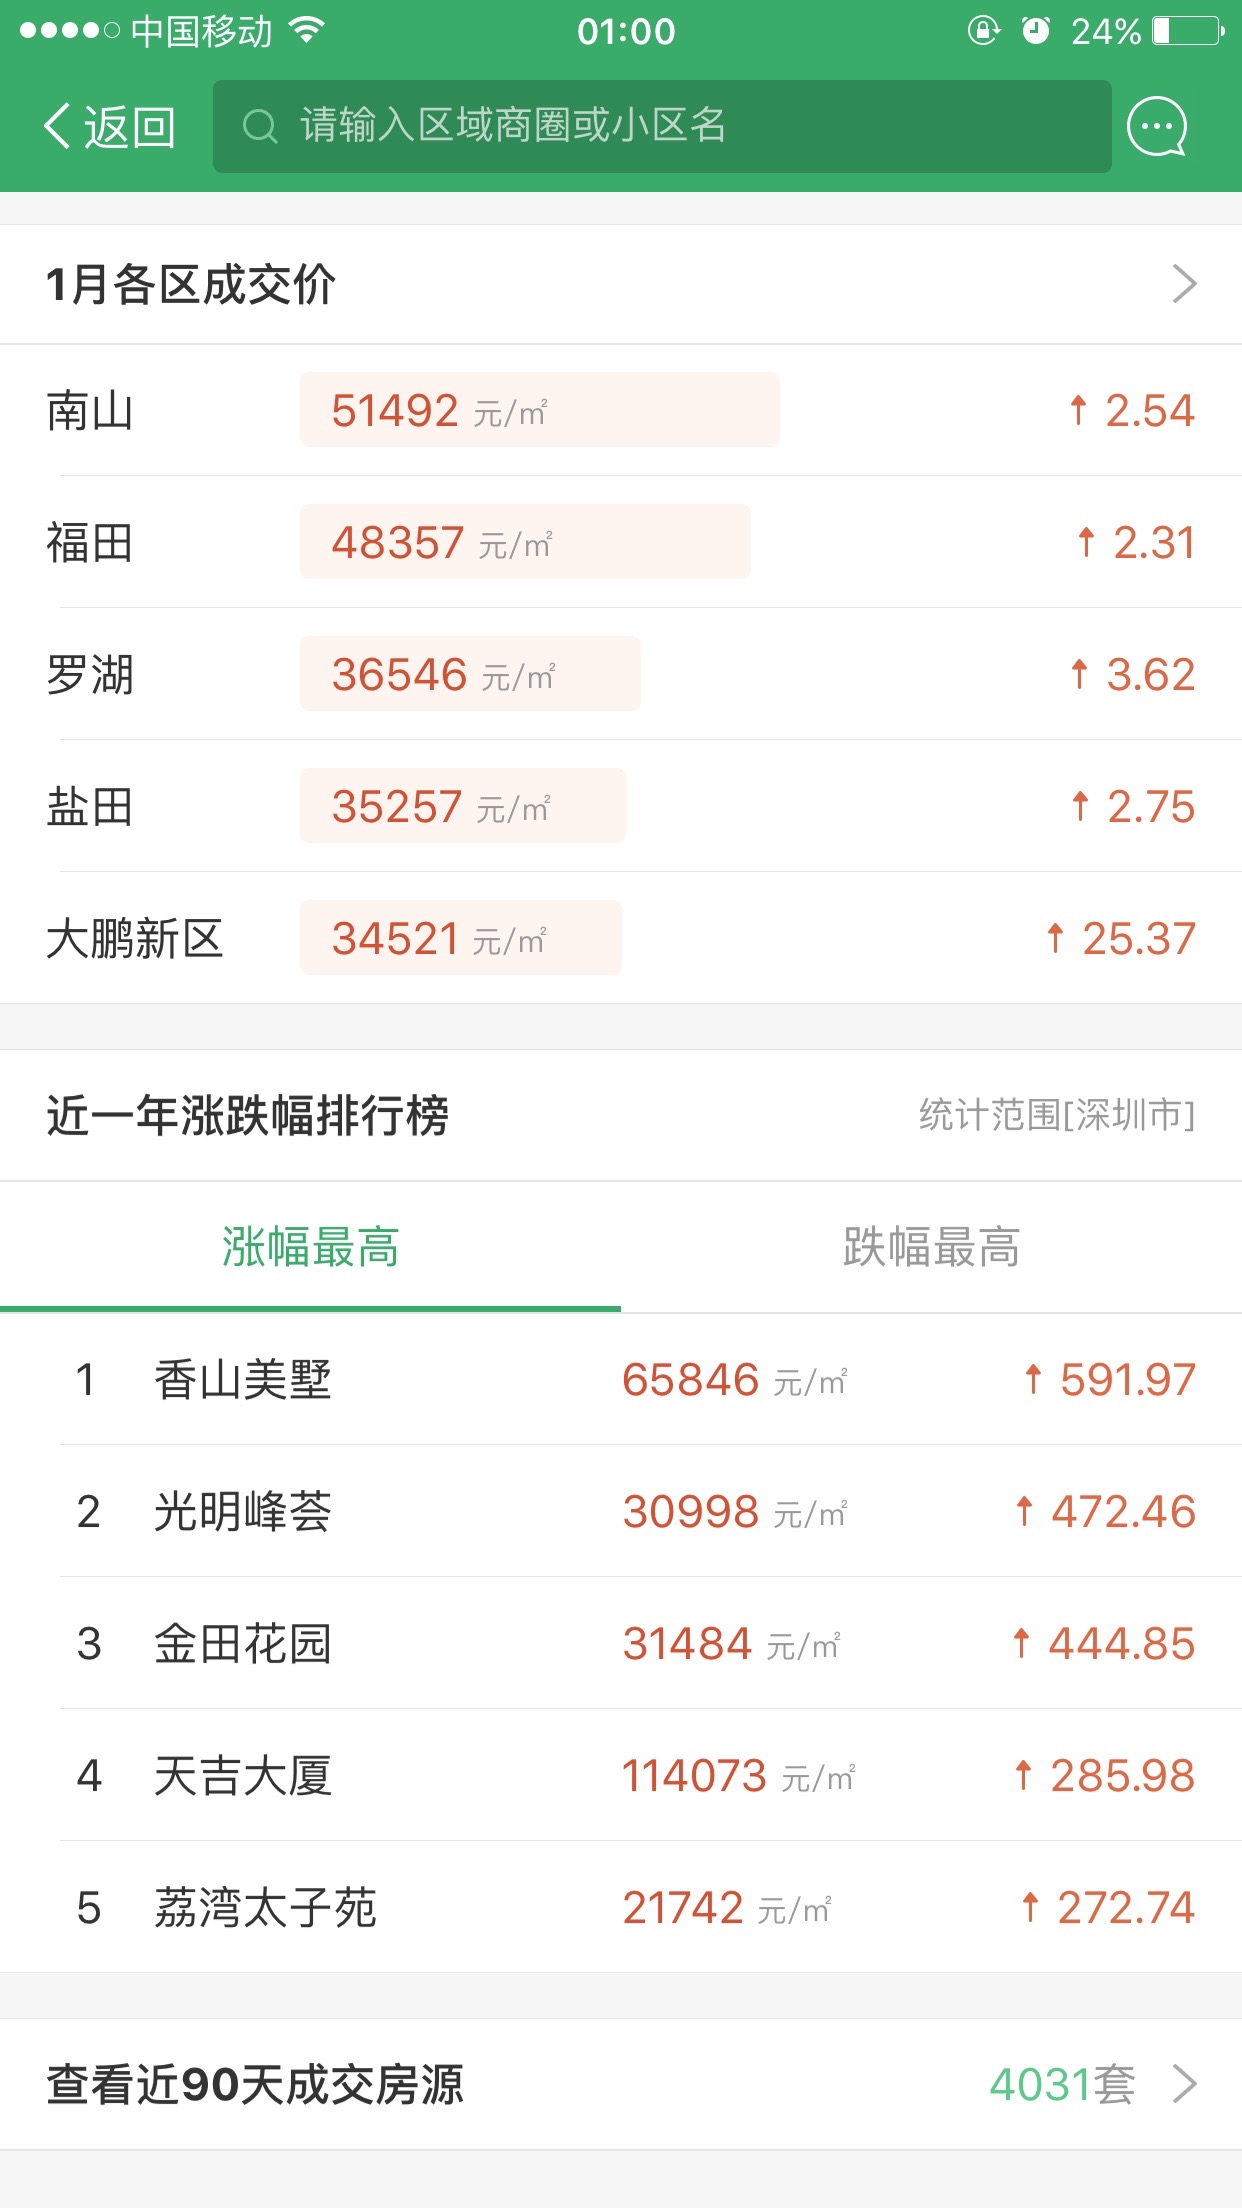 中国移动 01:00 24%
返回 请输入区域商圈或小区名
1月各区成交价
南山 51492 元/㎡ ↑ 2.54
福田 48357 元/㎡ ↑ 2.31
罗湖 36546 元/㎡ ↑ 3.62
盐田 35257 元/㎡ ↑ 2.75
大鹏新区 34521 元/㎡ ↑ 25.37
近一年涨跌幅排行榜 统计范围[深圳市]
涨幅最高 跌幅最高
1 香山美墅 65846 元/㎡ ↑ 591.97
2 光明峰荟 30998 元/㎡ ↑ 472.46
3 金田花园 31484 元/㎡ ↑ 444.85
4 天吉大厦 114073 元/㎡ ↑ 285.98
5 荔湾太子苑 21742 元/㎡ ↑ 272.74
查看近90天成交房源 4031套